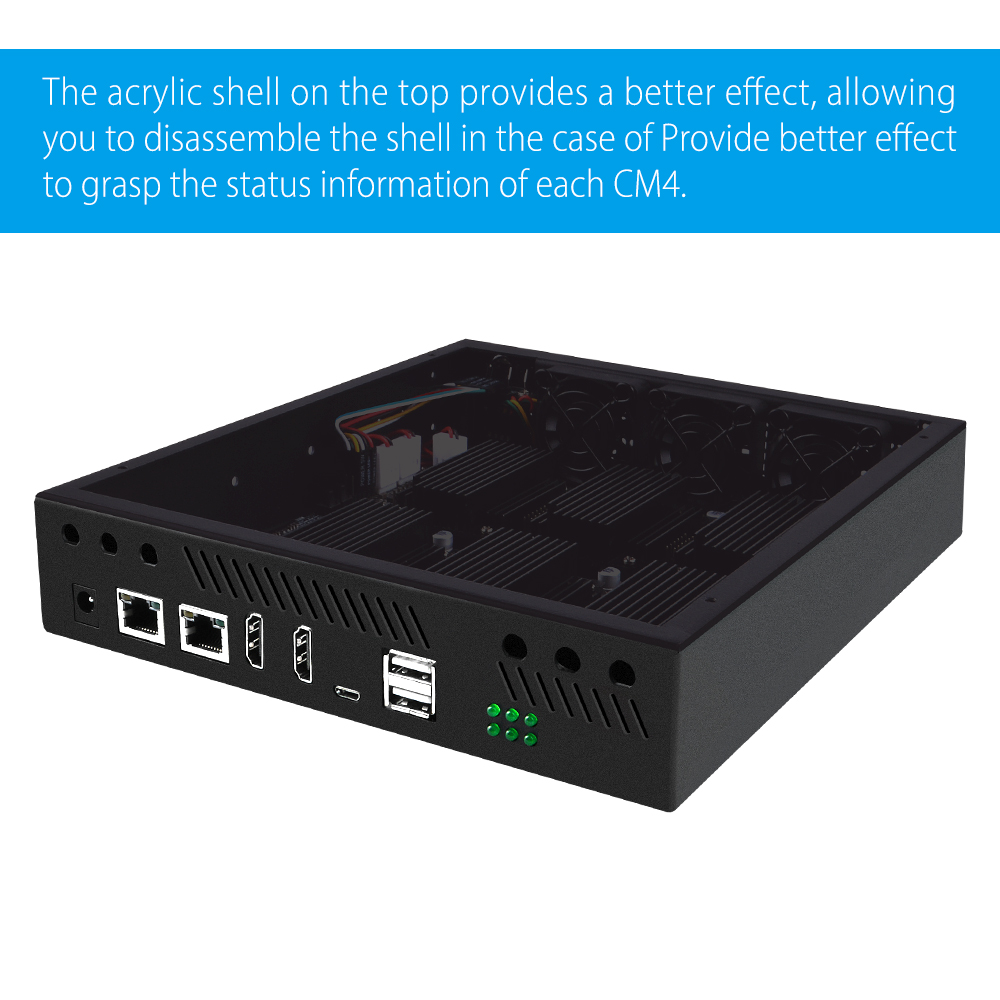 The acrylic shell on the top provides a better effect, allowing
you to disassemble the shell in the case of Provide better effect
to grasp the status information of each CM4.